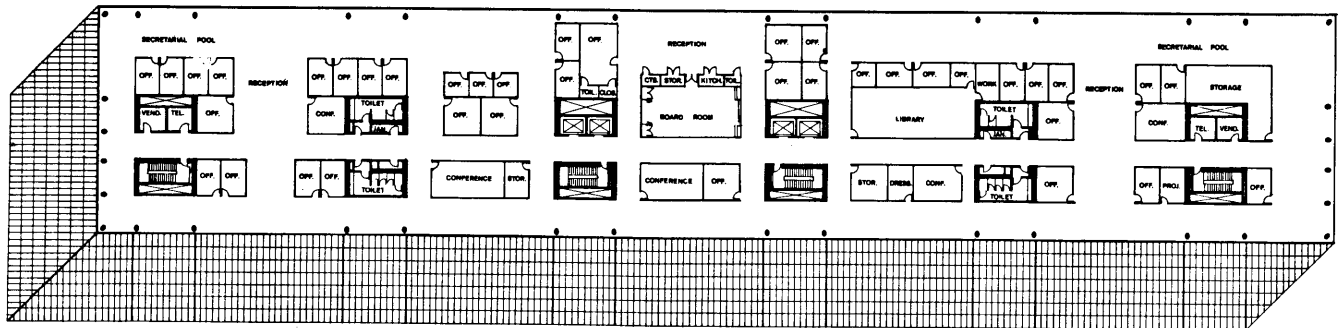 SECRETARIAL POOL
OFF. OFF. OFF. OFF.
VEND. TEL. OFF.
RECEPTION
OFF. OFF. OFF. OFF.
CONF. TOILET
JAN.
OFF. OFF. OFF.
OFF. OFF.
OFF. OFF.
OFF.
TOIL. CLOS.
RECEPTION
CTB. STOR. KITCH. TOIL.
BOARD ROOM
OFF. OFF.
OFF. OFF.
OFF. OFF. OFF. OFF.
LIBRARY
WORK OFF. OFF. OFF.
TOILET
JAN. OFF.
RECEPTION
SECRETARIAL POOL
OFF. OFF. STORAGE
CONF. TEL. VEND.
OFF. OFF.
OFF. OFF. TOILET
CONFERENCE STOR.
CONFERENCE OFF.
STOR. DRESS. CONF.
TOILET OFF.
OFF. PROJ. OFF.